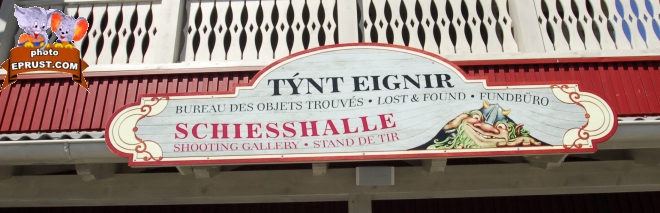 photo
EPRUST.COM
TÝNT EIGNIR
BUREAU DES OBJETS TROUVÉS • LOST & FOUND • FUNDBÜRO
SCHIESSHALLE
SHOOTING GALLERY • STAND DE TIR